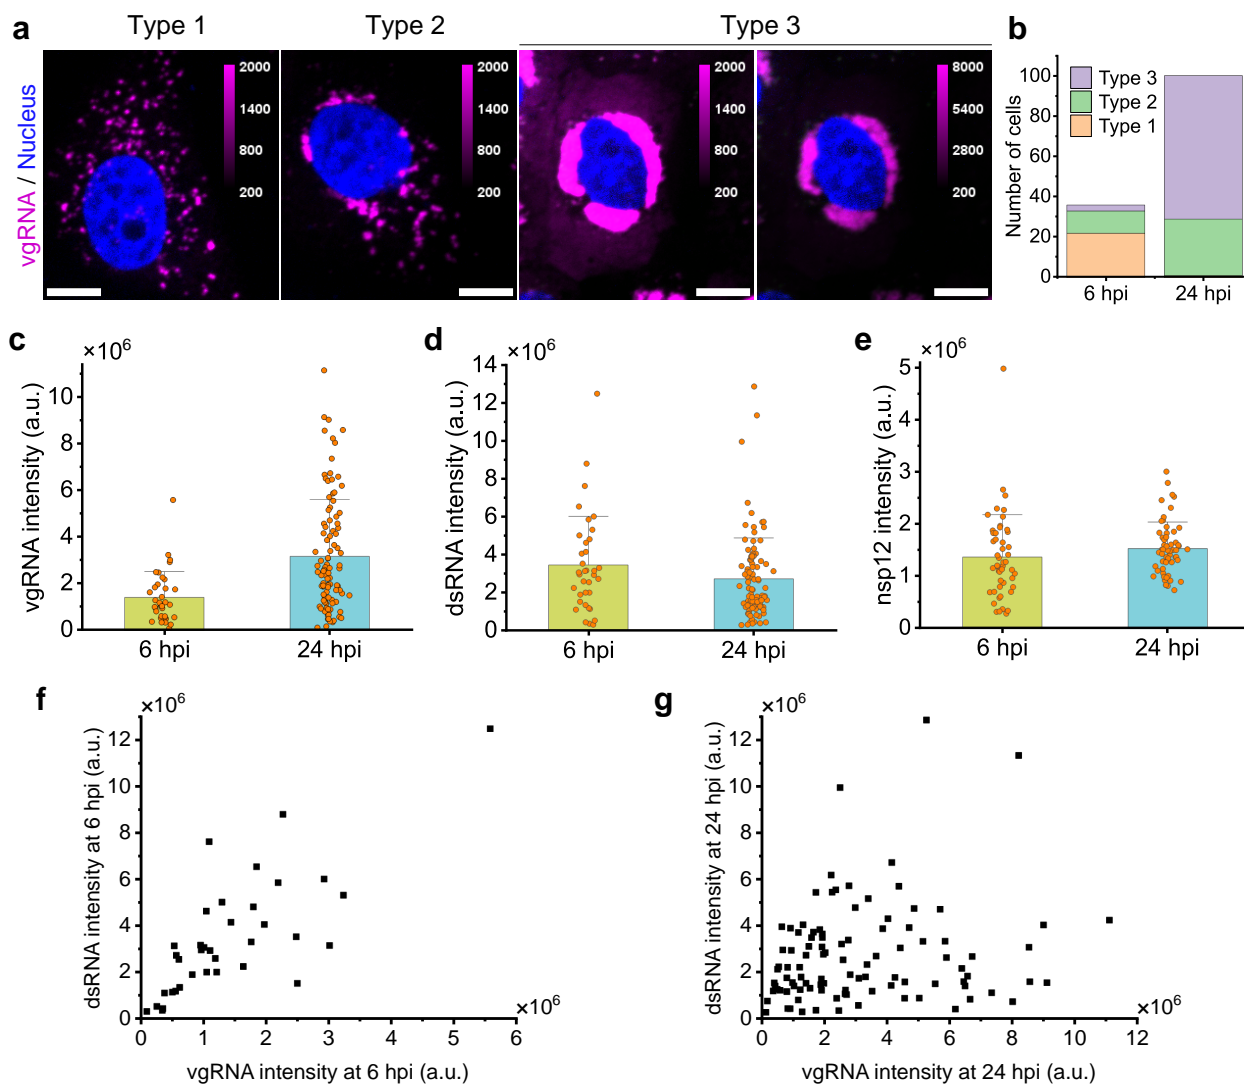 a
Type 1
Type 2
Type 3
vgRNA / Nucleus
2000
1400
800
200
2000
1400
800
200
2000
1400
800
200
8000
5400
2800
200
b
Number of cells
100
80
60
40
20
0
Type 3
Type 2
Type 1
6 hpi
24 hpi
c
×10⁶
vgRNA intensity (a.u.)
10
8
6
4
2
0
6 hpi
24 hpi
d
×10⁶
dsRNA intensity (a.u.)
14
12
10
8
6
4
2
0
6 hpi
24 hpi
e
×10⁶
nsp12 intensity (a.u.)
5
4
3
2
1
0
6 hpi
24 hpi
f
×10⁶
dsRNA intensity at 6 hpi (a.u.)
12
10
8
6
4
2
0
0 1 2 3 4 5 6
×10⁶
vgRNA intensity at 6 hpi (a.u.)
g
×10⁶
dsRNA intensity at 24 hpi (a.u.)
12
10
8
6
4
2
0
0 2 4 6 8 10 12
×10⁶
vgRNA intensity at 24 hpi (a.u.)